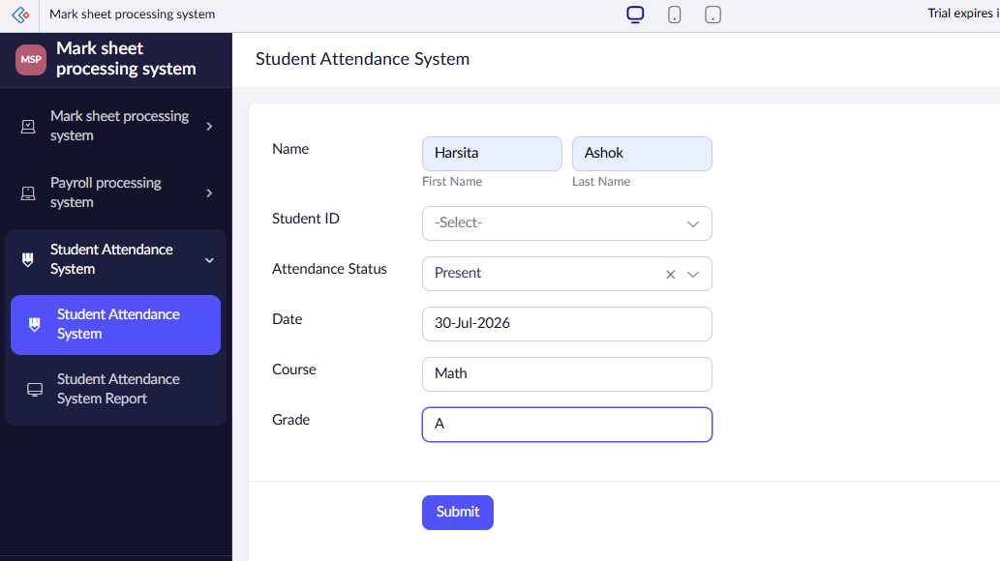 Mark sheet processing system
Trial expires i
MSP
Mark sheet
processing system
Mark sheet processing
system
Payroll processing
system
Student Attendance
System
Student Attendance
System
Student Attendance
System Report
Student Attendance System
Name
Harsita
Ashok
First Name
Last Name
Student ID
-Select-
Attendance Status
Present
Date
30-Jul-2026
Course
Math
Grade
A
Submit